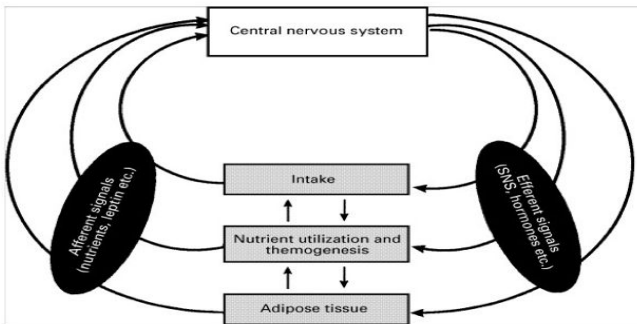 Central nervous system
Afferent signals
(nutrients, leptin etc.)
Efferent signals
(SNS, hormones etc.)
Intake
Nutrient utilization and
themogenesis
Adipose tissue